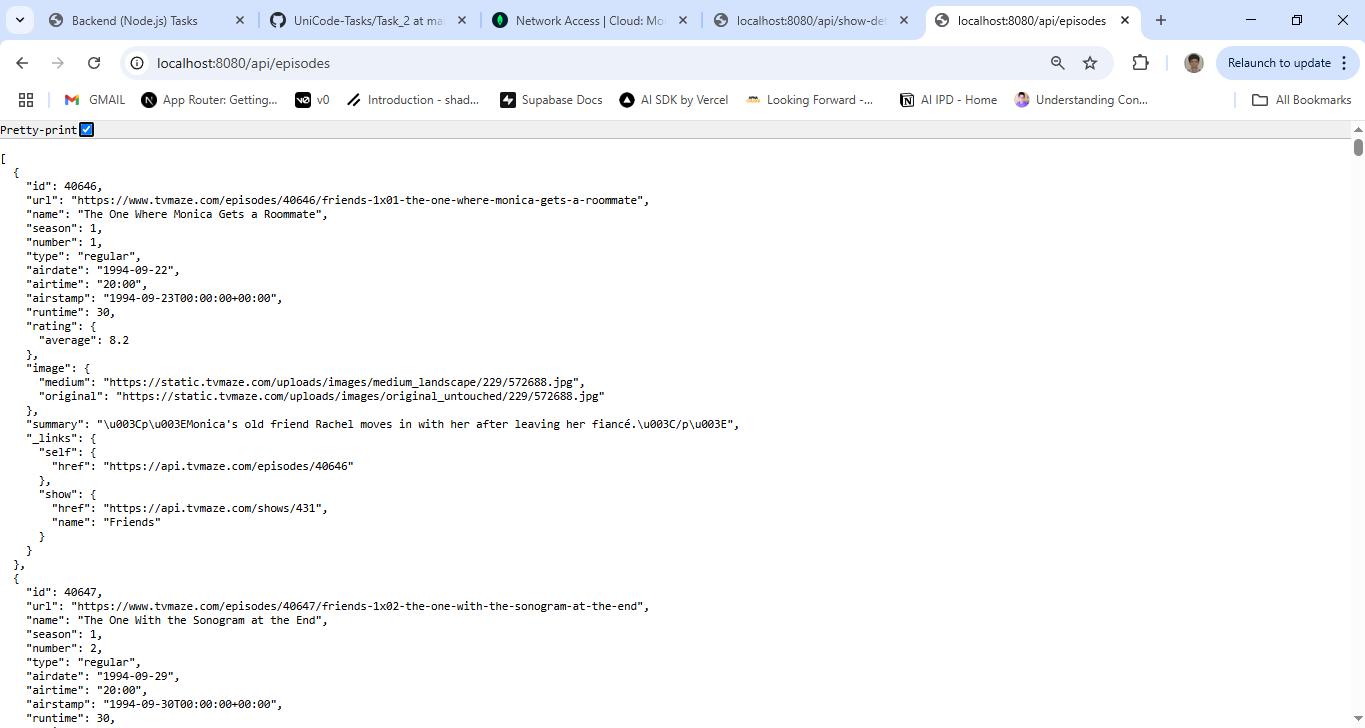 Backend (Node.js) Tasks
UniCode-Tasks/Task_2 at ma
Network Access | Cloud: Mo
localhost:8080/api/show-det
localhost:8080/api/episodes
localhost:8080/api/episodes
Relaunch to update
GMAIL
App Router: Getting...
v0
Introduction - shad...
Supabase Docs
AI SDK by Vercel
Looking Forward -...
AI IPD - Home
Understanding Con...
All Bookmarks
Pretty-print
[
  {
    "id": 40646,
    "url": "https://www.tvmaze.com/episodes/40646/friends-1x01-the-one-where-monica-gets-a-roommate",
    "name": "The One Where Monica Gets a Roommate",
    "season": 1,
    "number": 1,
    "type": "regular",
    "airdate": "1994-09-22",
    "airtime": "20:00",
    "airstamp": "1994-09-23T00:00:00+00:00",
    "runtime": 30,
    "rating": {
      "average": 8.2
    },
    "image": {
      "medium": "https://static.tvmaze.com/uploads/images/medium_landscape/229/572688.jpg",
      "original": "https://static.tvmaze.com/uploads/images/original_untouched/229/572688.jpg"
    },
    "summary": "\u003Cp\u003EMonica's old friend Rachel moves in with her after leaving her fiancé.\u003C/p\u003E",
    "_links": {
      "self": {
        "href": "https://api.tvmaze.com/episodes/40646"
      },
      "show": {
        "href": "https://api.tvmaze.com/shows/431",
        "name": "Friends"
      }
    }
  },
  {
    "id": 40647,
    "url": "https://www.tvmaze.com/episodes/40647/friends-1x02-the-one-with-the-sonogram-at-the-end",
    "name": "The One With the Sonogram at the End",
    "season": 1,
    "number": 2,
    "type": "regular",
    "airdate": "1994-09-29",
    "airtime": "20:00",
    "airstamp": "1994-09-30T00:00:00+00:00",
    "runtime": 30,